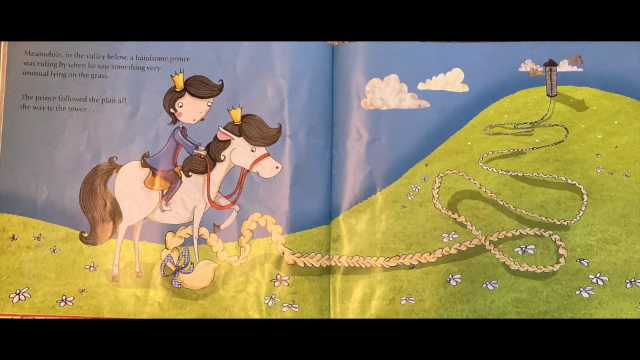 Meanwhile, in the valley below, a handsome prince
was riding by when he saw something very
unusual lying on the grass.
The prince followed the plait all
the way to the tower . . .